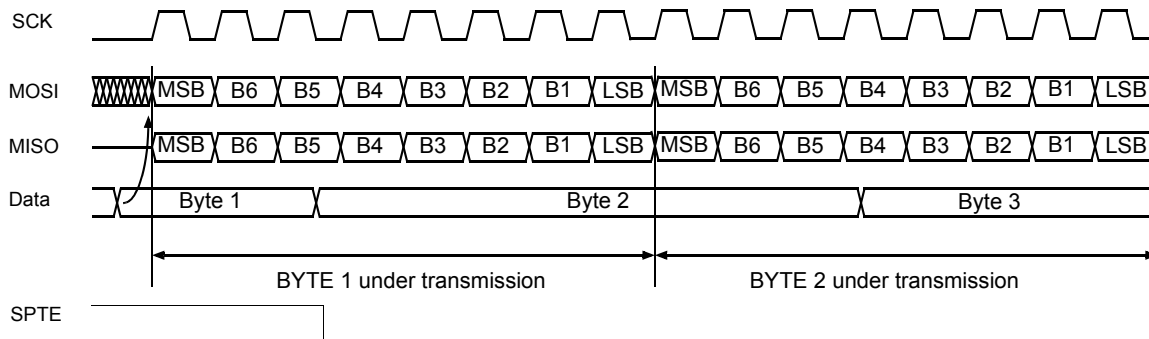 SCK
MOSI MSB B6 B5 B4 B3 B2 B1 LSB MSB B6 B5 B4 B3 B2 B1 LSB
MISO MSB B6 B5 B4 B3 B2 B1 LSB MSB B6 B5 B4 B3 B2 B1 LSB
Data Byte 1 Byte 2 Byte 3
BYTE 1 under transmission BYTE 2 under transmission
SPTE